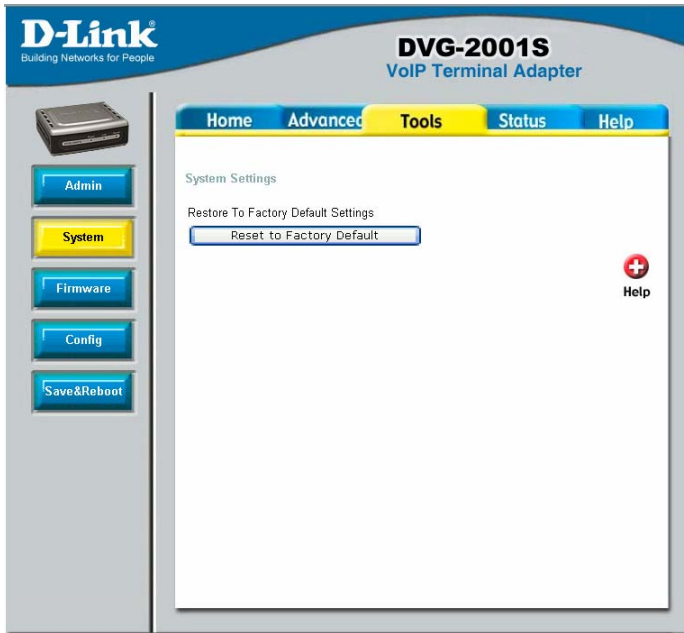 D-Link
Building Networks for People
DVG-2001S
VoIP Terminal Adapter
Home
Advanced
Tools
Status
Help
Admin
System
Firmware
Config
Save&Reboot
System Settings
Restore To Factory Default Settings
Reset to Factory Default
Help